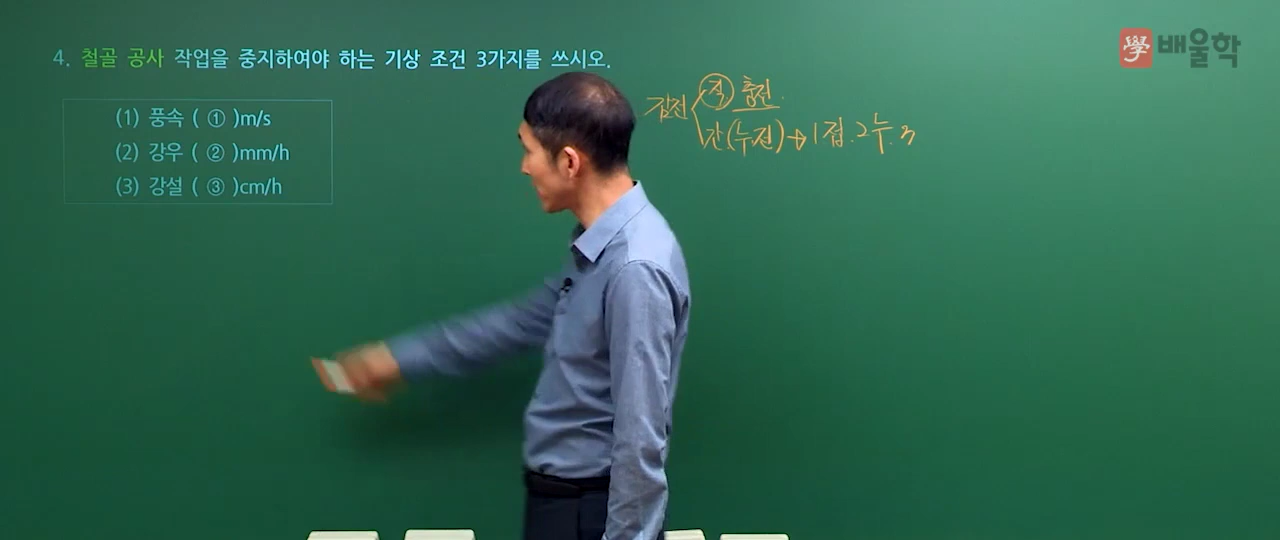 4. 철골 공사 작업을 중지하여야 하는 기상 조건 3가지를 쓰시오.
(1) 풍속 ( ① )m/s
(2) 강우 ( ② )mm/h
(3) 강설 ( ③ )cm/h
學 배울학
감전 직 충전
간(누전) → 1접.2누.3